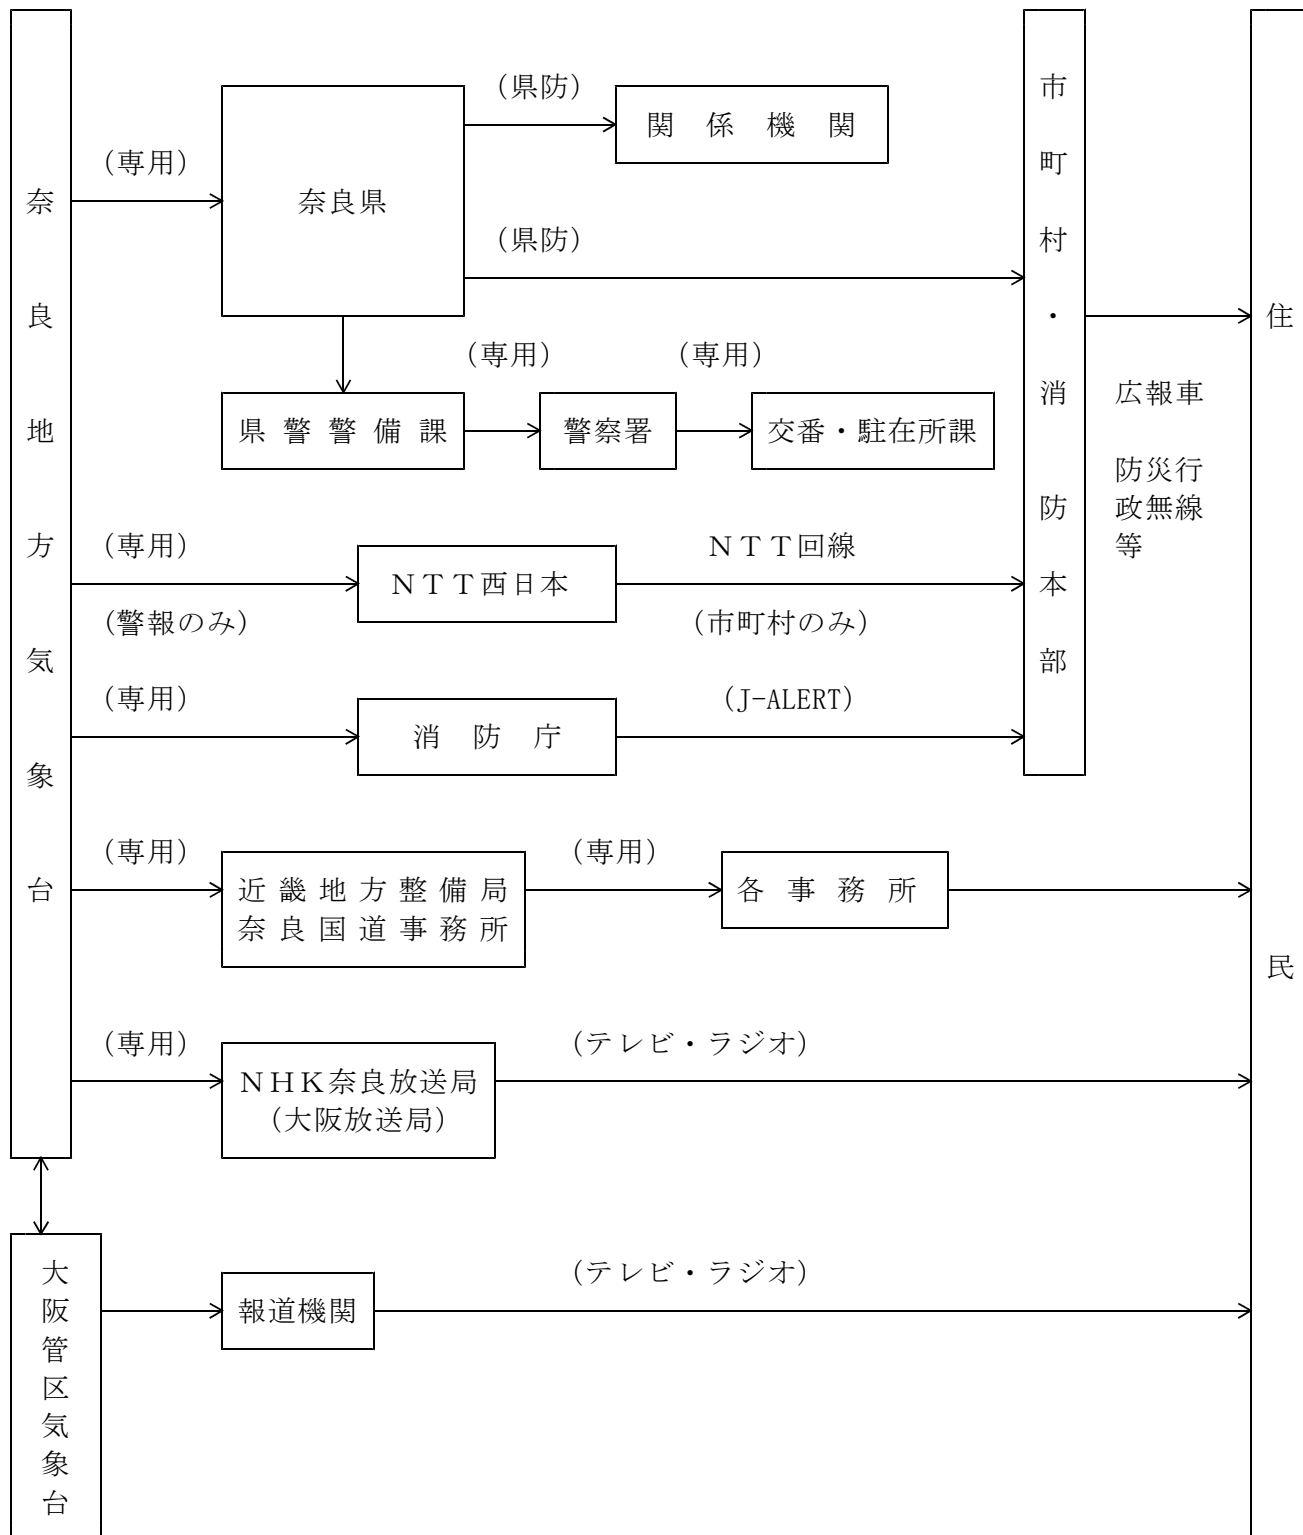 奈良地方気象台
(専用)
奈良県
(県防)
関係機関
(県防)
(専用)
(専用)
県警警備課
警察署
交番・駐在所課
(専用)
(警報のみ)
NTT西日本
NTT回線
(市町村のみ)
(専用)
消防庁
(J-ALERT)
市町村・消防本部
広報車
防災行
政無線
等
(専用)
近畿地方整備局
奈良国道事務所
(専用)
各事務所
(専用)
NHK奈良放送局
(大阪放送局)
(テレビ・ラジオ)
大阪管区気象台
報道機関
(テレビ・ラジオ)
住民